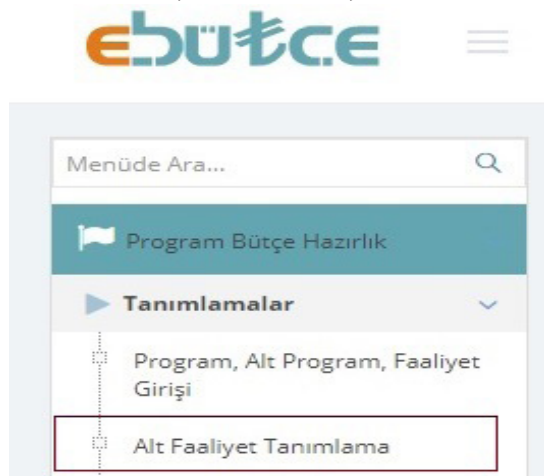 ebütçe
Menüde Ara...
Program Bütçe Hazırlık
Tanımlamalar
Program, Alt Program, Faaliyet
Girişi
Alt Faaliyet Tanımlama